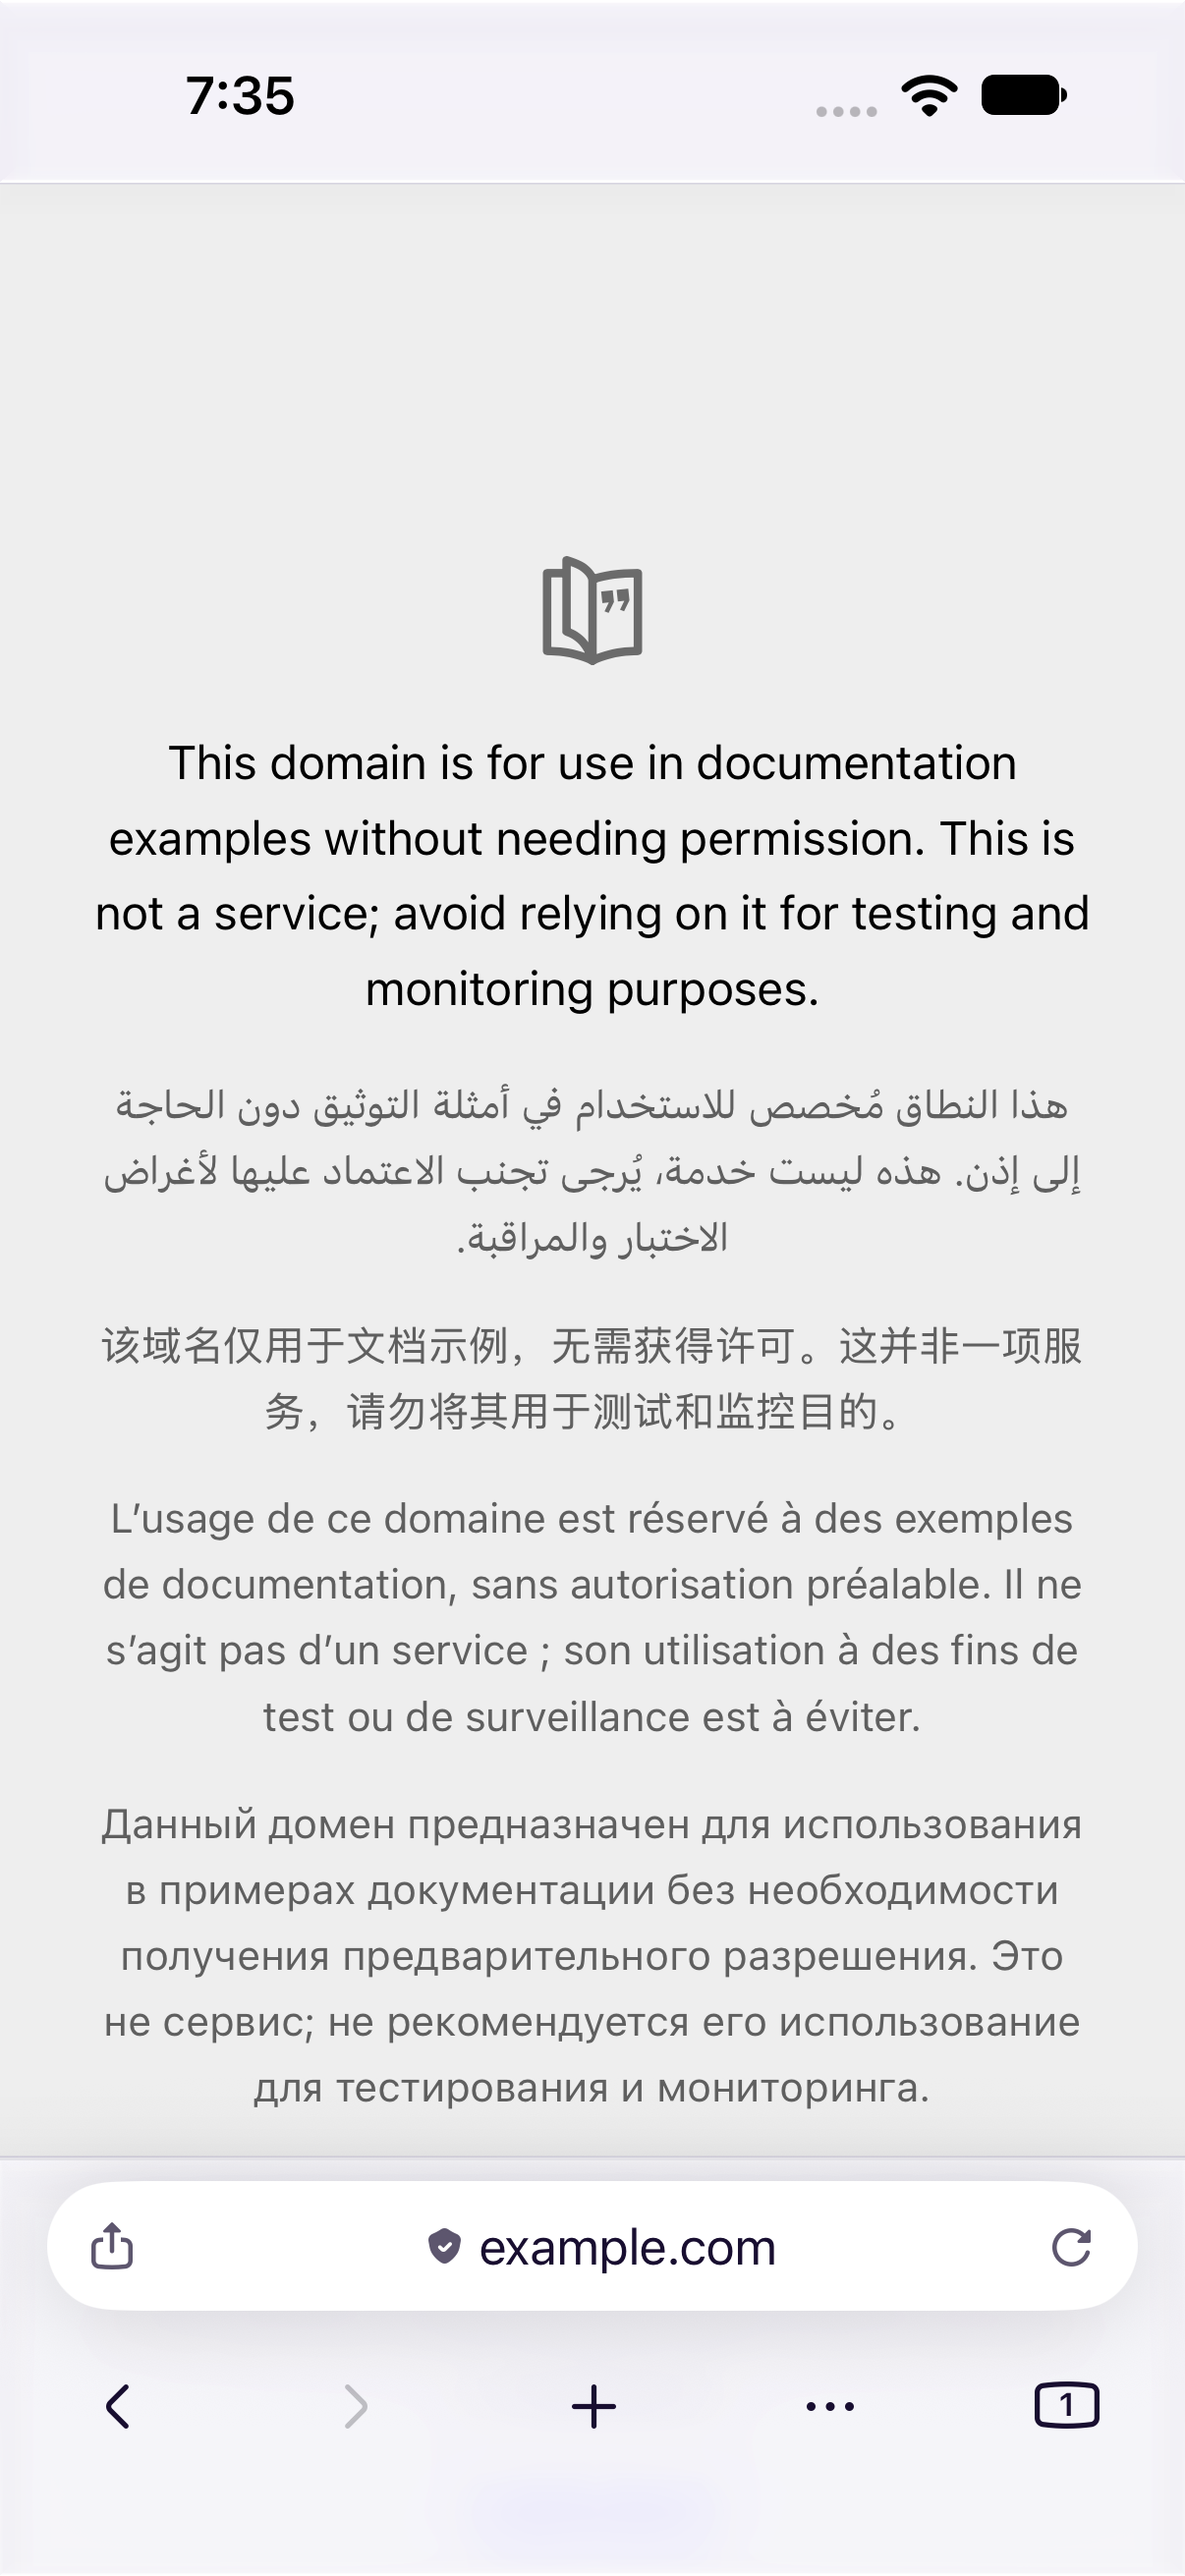 7:35
This domain is for use in documentation
examples without needing permission. This is
not a service; avoid relying on it for testing and
monitoring purposes.
هذا النطاق مُخصص للاستخدام في أمثلة التوثيق دون الحاجة
إلى إذن. هذه ليست خدمة، يُرجى تجنب الاعتماد عليها لأغراض
الاختبار والمراقبة.
该域名仅用于文档示例，无需获得许可。这并非一项服
务，请勿将其用于测试和监控目的。
L’usage de ce domaine est réservé à des exemples
de documentation, sans autorisation préalable. Il ne
s’agit pas d’un service ; son utilisation à des fins de
test ou de surveillance est à éviter.
Данный домен предназначен для использования
в примерах документации без необходимости
получения предварительного разрешения. Это
не сервис; не рекомендуется его использование
для тестирования и мониторинга.
example.com
1